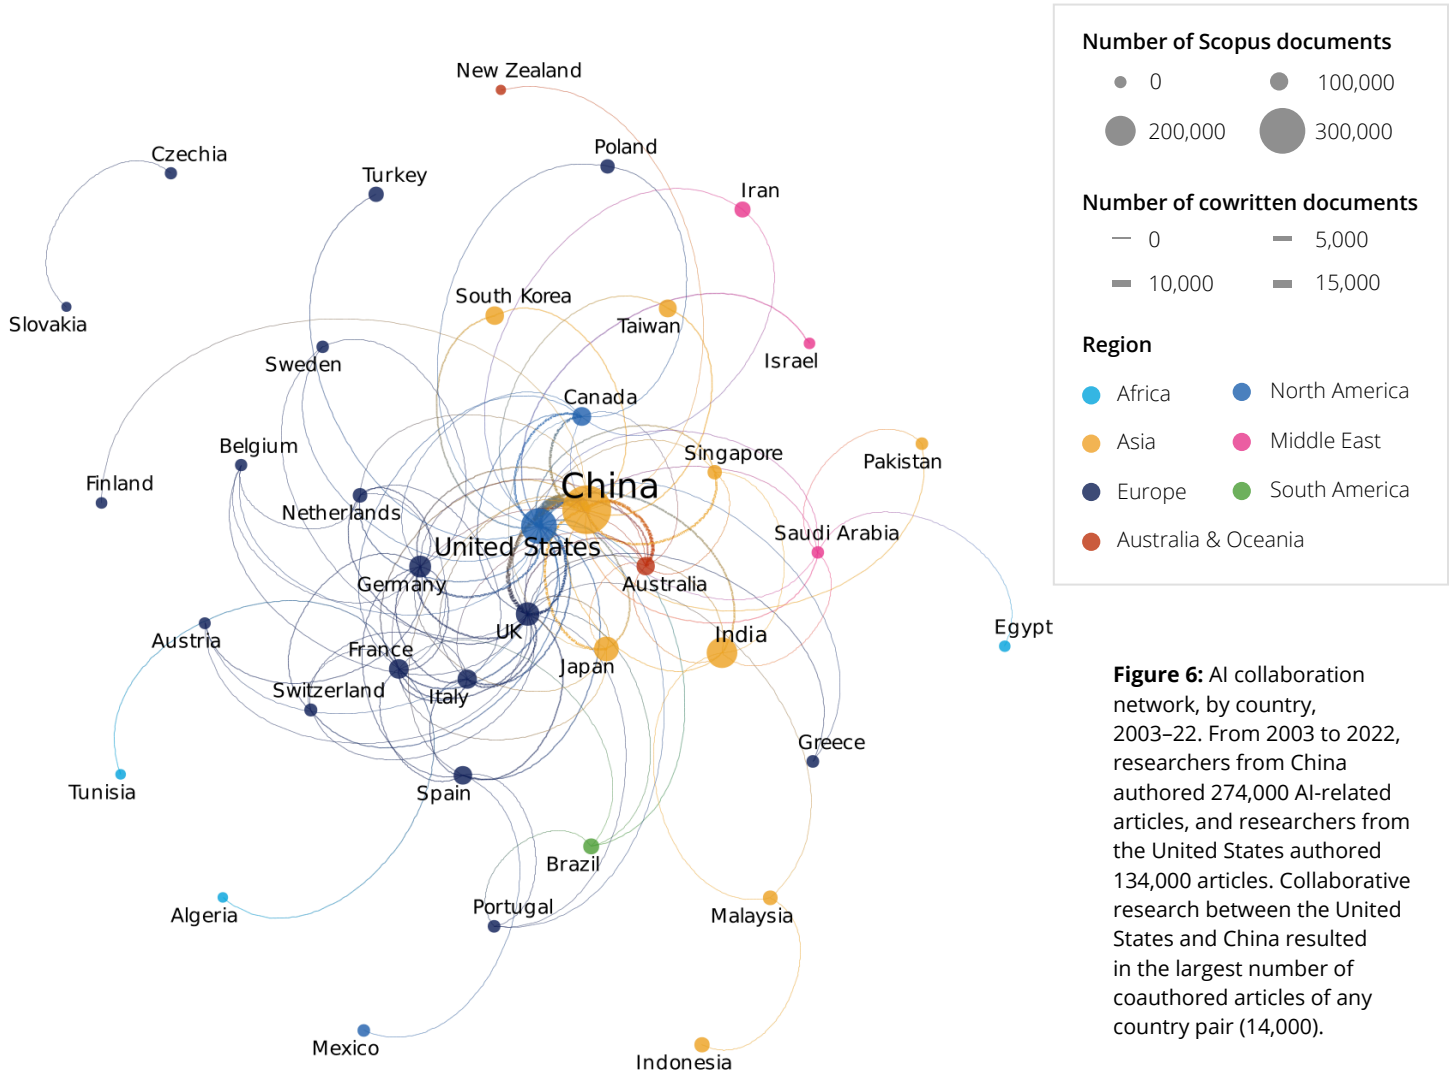 New Zealand
Czechia
Poland
Turkey
Iran
South Korea
Slovakia
Taiwan
Israel
Sweden
Canada
Belgium
Singapore
Pakistan
Finland
China
Netherlands
Saudi Arabia
United States
Germany
Australia
Egypt
UK
India
Austria
France
Japan
Switzerland
Italy
Greece
Tunisia
Spain
Brazil
Portugal
Algeria
Malaysia
Mexico
Indonesia
Number of Scopus documents
0 100,000
200,000 300,000
Number of cowritten documents
0 5,000
10,000 15,000
Region
Africa North America
Asia Middle East
Europe South America
Australia & Oceania
Figure 6: AI collaboration
network, by country,
2003–22. From 2003 to 2022,
researchers from China
authored 274,000 AI-related
articles, and researchers from
the United States authored
134,000 articles. Collaborative
research between the United
States and China resulted
in the largest number of
coauthored articles of any
country pair (14,000).